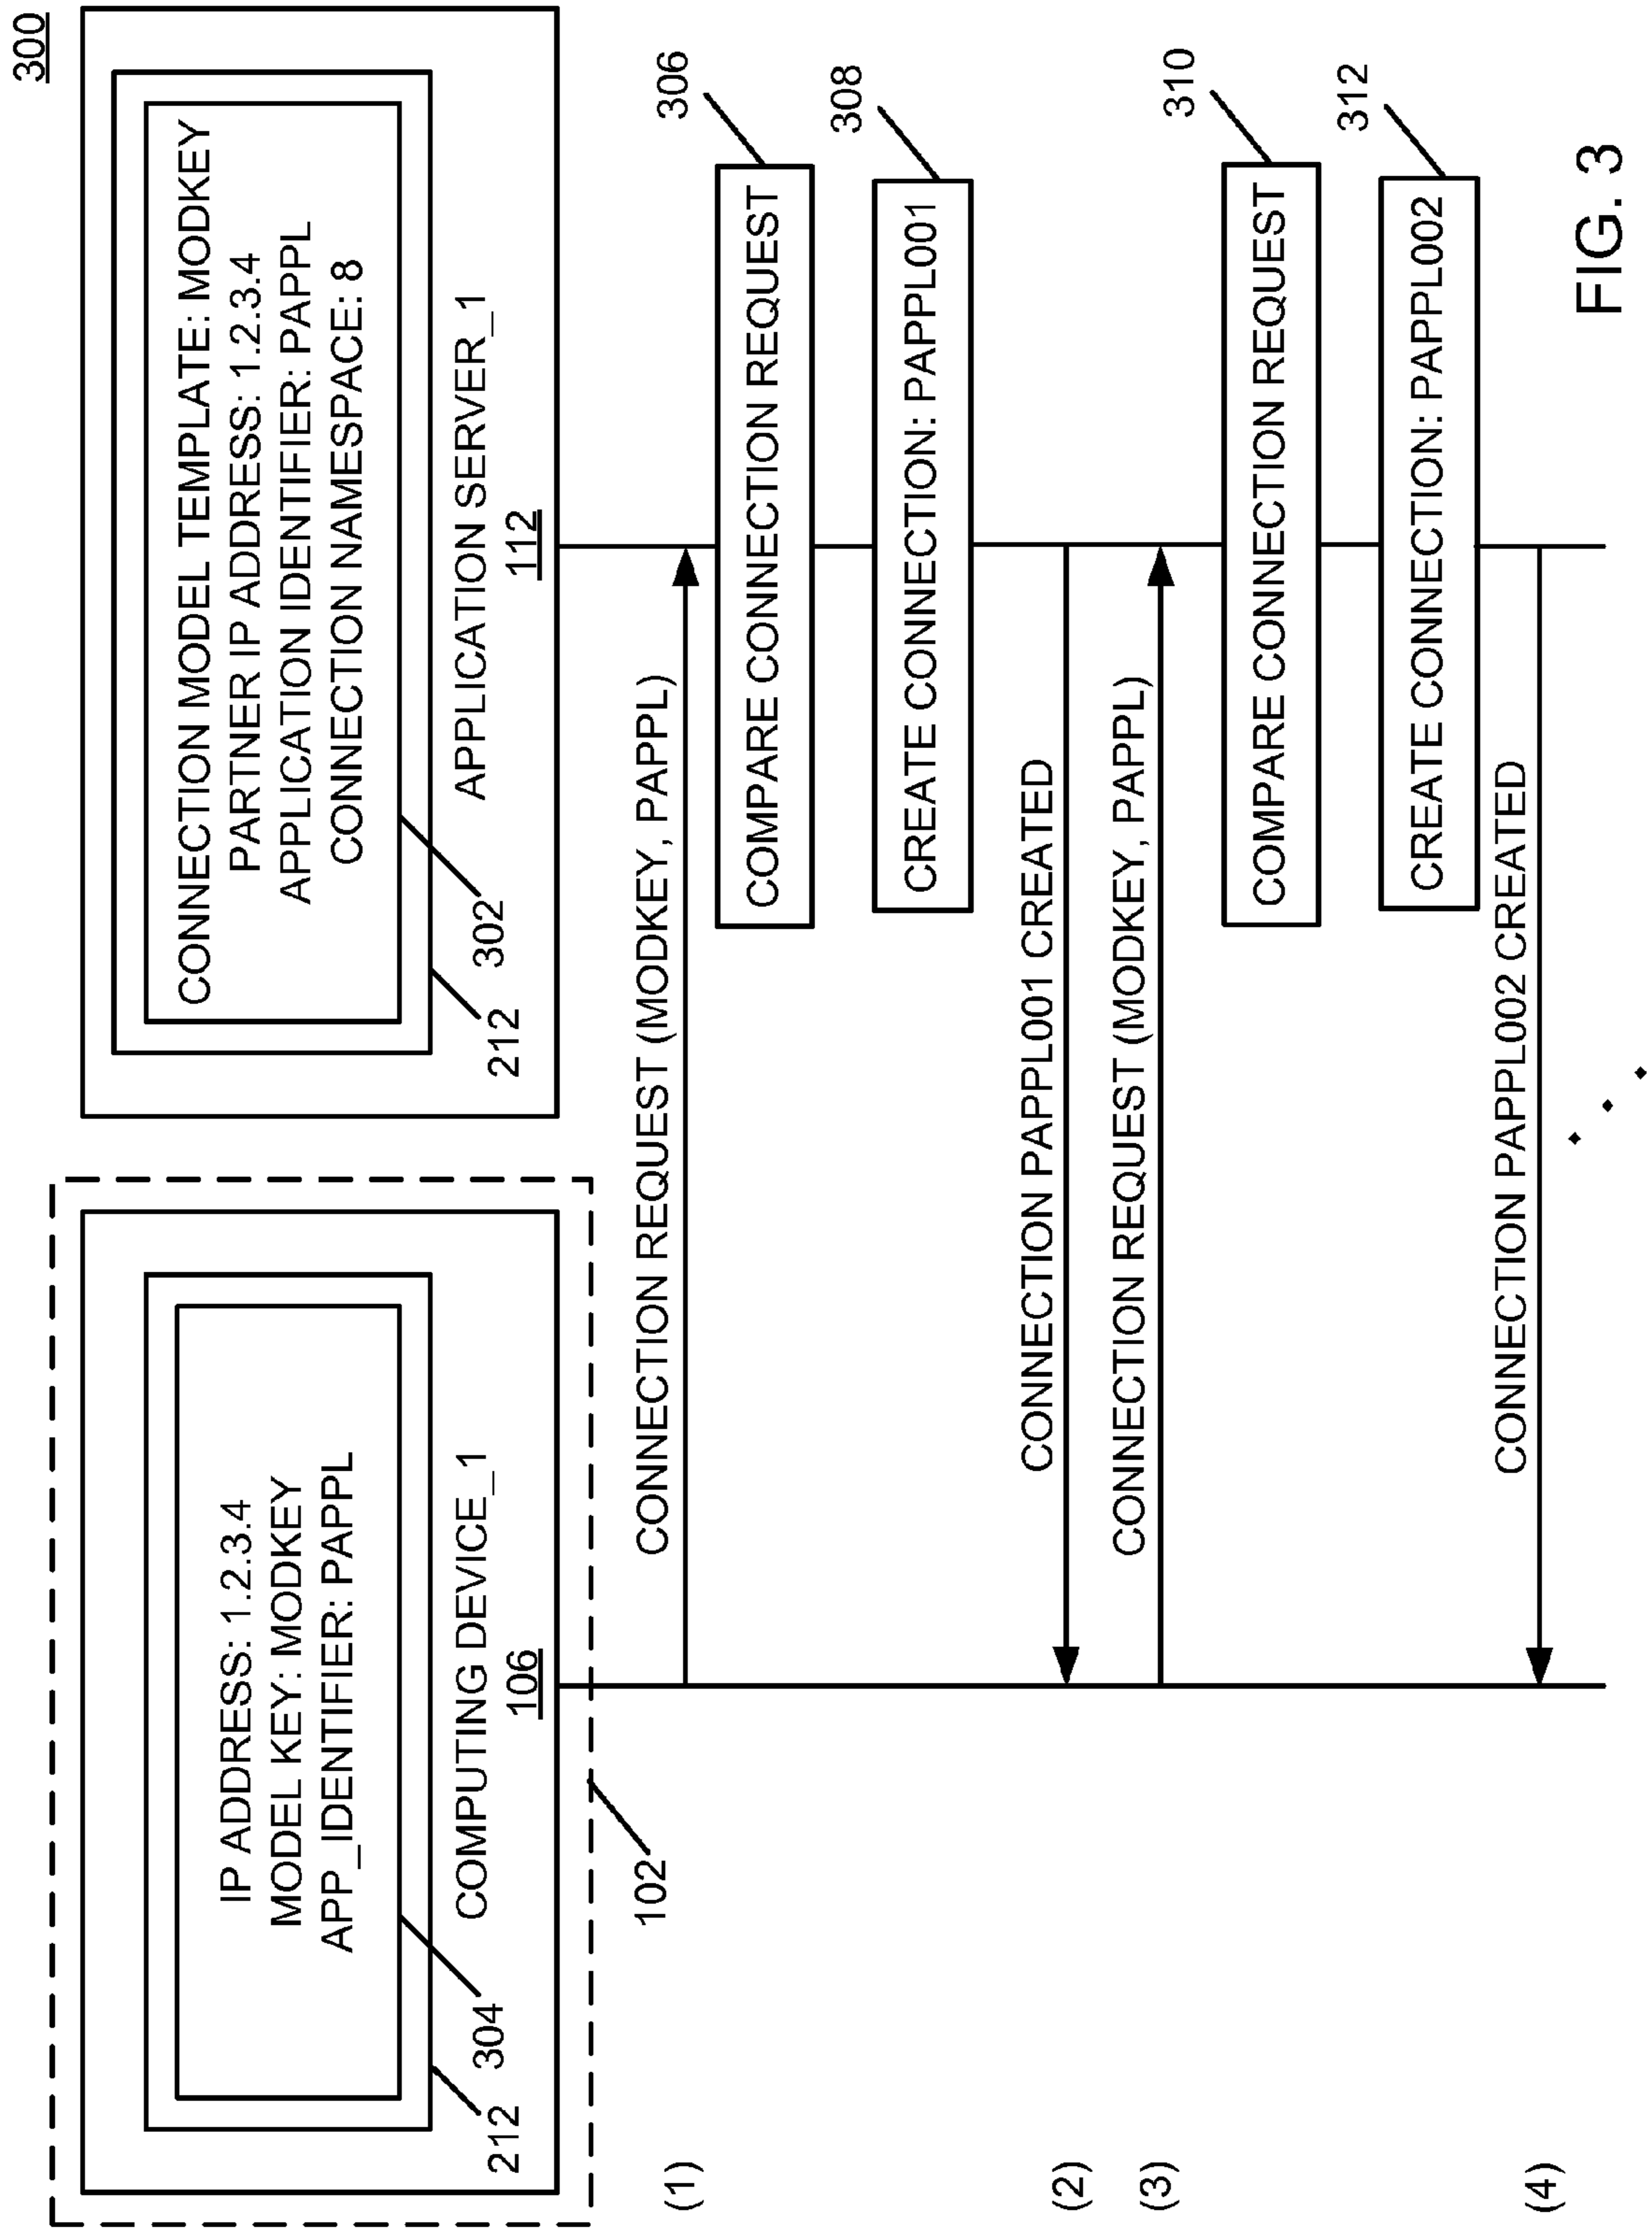 300
IP ADDRESS: 1.2.3.4
MODEL KEY: MODKEY
APP_IDENTIFIER: PAPPL
COMPUTING DEVICE_1
106
304
212
102
CONNECTION MODEL TEMPLATE: MODKEY
PARTNER IP ADDRESS: 1.2.3.4
APPLICATION IDENTIFIER: PAPPL
CONNECTION NAMESPACE: 8
APPLICATION SERVER_1
112
302
212
(1)
CONNECTION REQUEST (MODKEY, PAPPL)
306
COMPARE CONNECTION REQUEST
308
CREATE CONNECTION: PAPPL001
(2)
CONNECTION PAPPL001 CREATED
(3)
CONNECTION REQUEST (MODKEY, PAPPL)
310
COMPARE CONNECTION REQUEST
312
CREATE CONNECTION: PAPPL002
(4)
CONNECTION PAPPL002 CREATED
FIG. 3